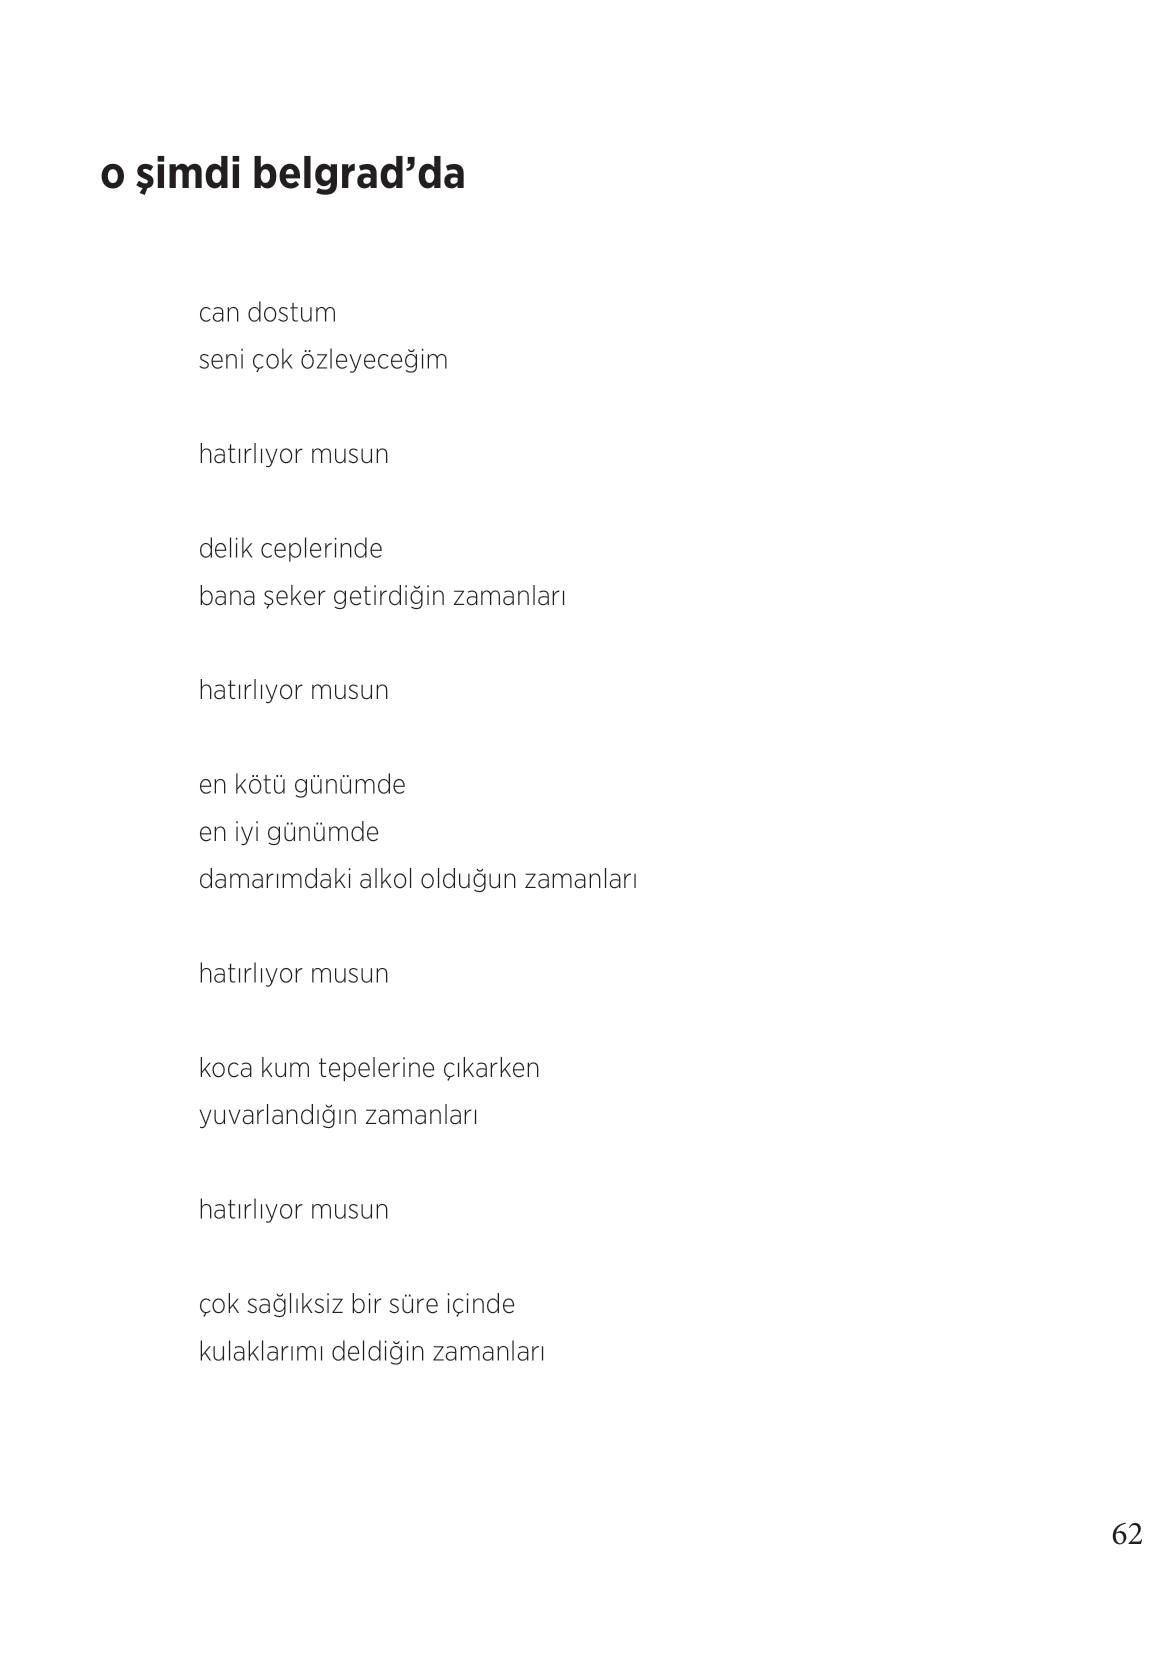 o şimdi belgrad’da
can dostum
seni çok özleyeceğim
hatırlıyor musun
delik ceplerinde
bana şeker getirdiğin zamanları
hatırlıyor musun
en kötü günümde
en iyi günümde
damarımdaki alkol olduğun zamanları
hatırlıyor musun
koca kum tepelerine çıkarken
yuvarlandığın zamanları
hatırlıyor musun
çok sağlıksiz bir süre içinde
kulaklarımı deldiğin zamanları
62